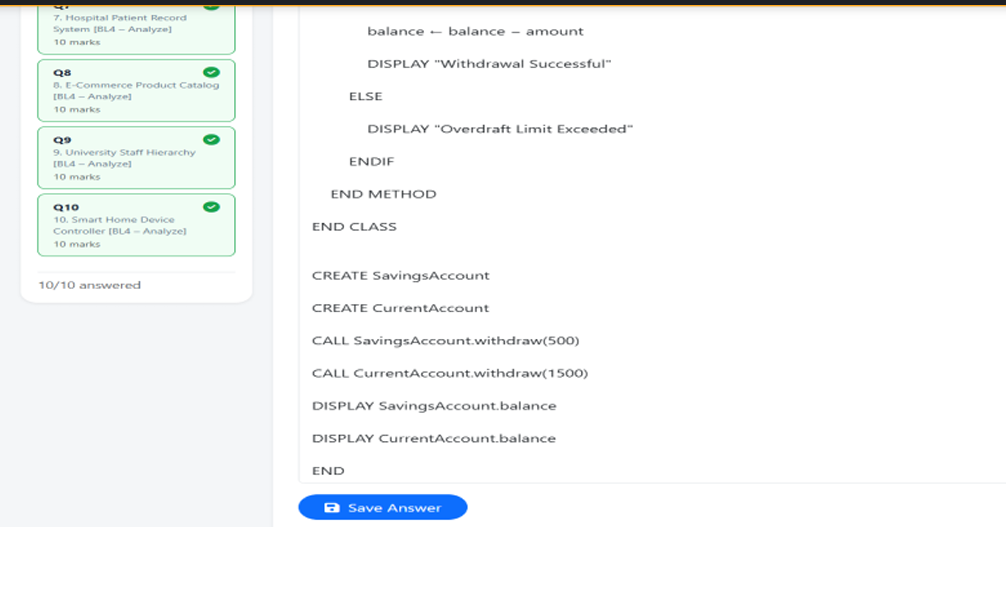 7. Hospital Patient Record
System [BL4 – Analyze]
10 marks
Q8
8. E-Commerce Product Catalog
[BL4 – Analyze]
10 marks
Q9
9. University Staff Hierarchy
[BL4 – Analyze]
10 marks
Q10
10. Smart Home Device
Controller [BL4 – Analyze]
10 marks
10/10 answered
balance ← balance – amount
DISPLAY "Withdrawal Successful"
ELSE
DISPLAY "Overdraft Limit Exceeded"
ENDIF
END METHOD
END CLASS
CREATE SavingsAccount
CREATE CurrentAccount
CALL SavingsAccount.withdraw(500)
CALL CurrentAccount.withdraw(1500)
DISPLAY SavingsAccount.balance
DISPLAY CurrentAccount.balance
END
Save Answer